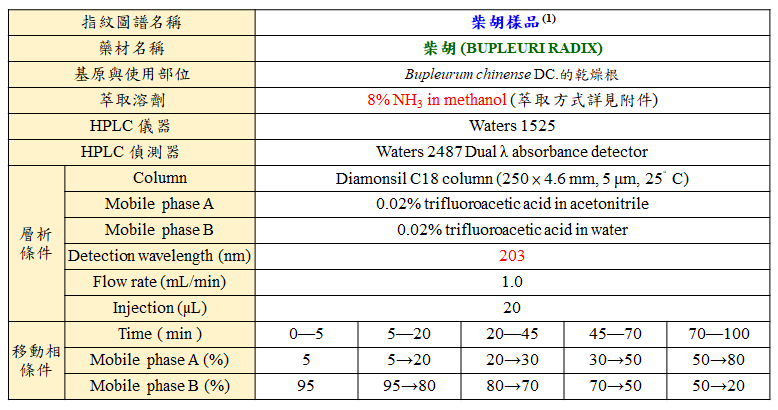 指紋圖譜名稱 柴胡樣品(1)
藥材名稱 柴胡 (BUPLEURI RADIX)
基原與使用部位 Bupleurum chinense DC.的乾燥根
萃取溶劑 8% NH3 in methanol (萃取方式詳見附件)
HPLC 儀器 Waters 1525
HPLC 偵測器 Waters 2487 Dual λ absorbance detector
層析條件
Column Diamonsil C18 column (250 x 4.6 mm, 5 μm, 25° C)
Mobile phase A 0.02% trifluoroacetic acid in acetonitrile
Mobile phase B 0.02% trifluoroacetic acid in water
Detection wavelength (nm) 203
Flow rate (mL/min) 1.0
Injection (μL) 20
移動相條件
Time ( min ) 0—5 5—20 20—45 45—70 70—100
Mobile phase A (%) 5 5→20 20→30 30→50 50→80
Mobile phase B (%) 95 95→80 80→70 70→50 50→20